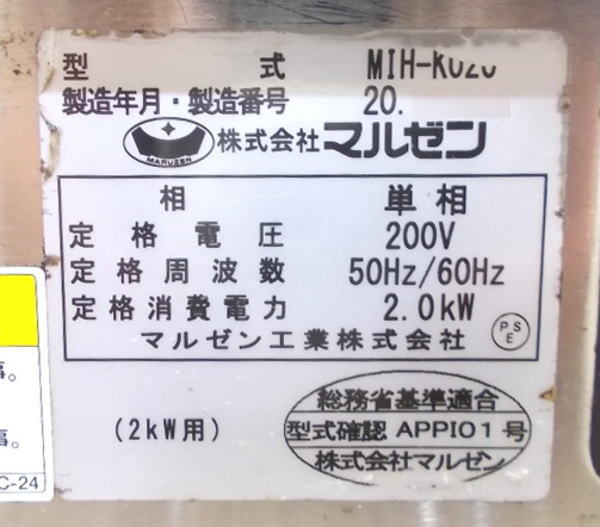 型式 MIH-K02
製造年月・製造番号 20.
MARUZEN 株式会社 マルゼン
相 単相
定格電圧 200V
定格周波数 50Hz/60Hz
定格消費電力 2.0kW
マルゼン工業株式会社 PSE
(2kW用)
総務省基準適合
型式確認 APPI01号
株式会社マルゼン
事。
事。
C-24